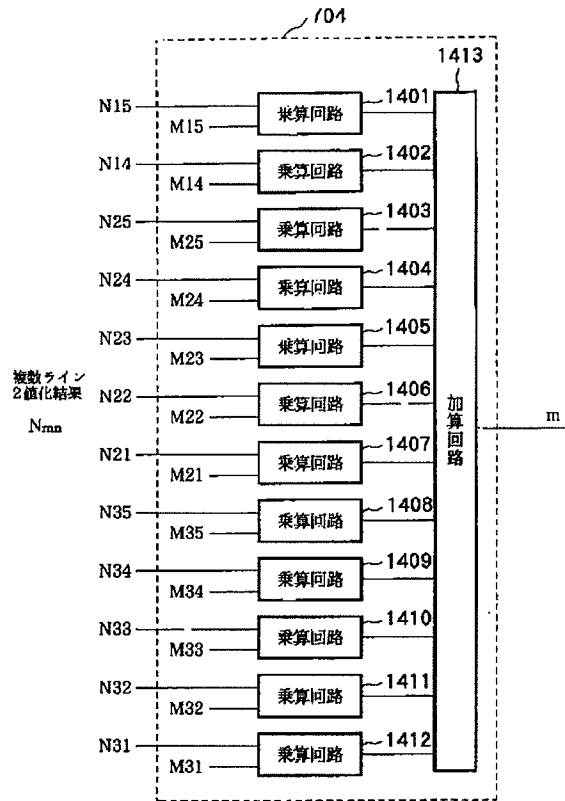 704
1413
N15
M15
乗算回路
1401
N14
M14
乗算回路
1402
N25
M25
乗算回路
1403
N24
M24
乗算回路
1404
N23
M23
乗算回路
1405
複数ライン
2値化結果
Nmn
N22
M22
乗算回路
1406
加算回路
m
N21
M21
乗算回路
1407
N35
M35
乗算回路
1408
N34
M34
乗算回路
1409
N33
M33
乗算回路
1410
N32
M32
乗算回路
1411
N31
M31
乗算回路
1412